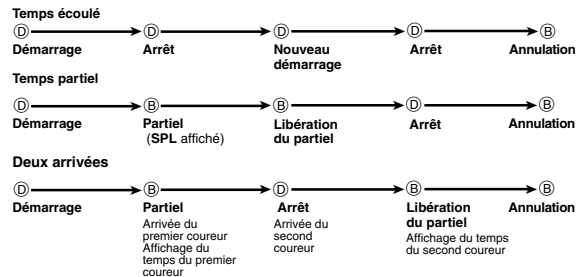 Temps écoulé
Ⓓ Ⓓ Ⓓ Ⓓ Ⓑ
Démarrage Arrêt Nouveau démarrage Arrêt Annulation
Temps partiel
Ⓓ Ⓑ Ⓑ Ⓓ Ⓑ
Démarrage Partiel (SPL affiché) Libération du partiel Arrêt Annulation
Deux arrivées
Ⓓ Ⓑ Ⓓ Ⓑ Ⓑ
Démarrage Partiel Arrêt Libération du partiel Annulation
Arrivée du premier coureur
Affichage du temps du premier coureur
Arrivée du second coureur
Affichage du temps du second coureur